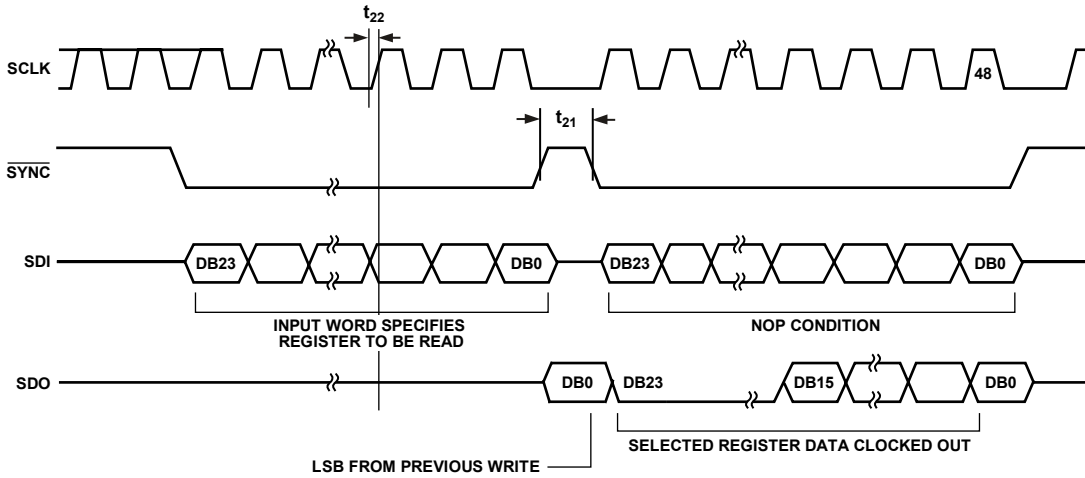 t22
SCLK
48
t21
SYNC
SDI
DB23
DB0
DB23
DB0
INPUT WORD SPECIFIES
REGISTER TO BE READ
NOP CONDITION
SDO
DB0
DB23
DB15
DB0
SELECTED REGISTER DATA CLOCKED OUT
LSB FROM PREVIOUS WRITE